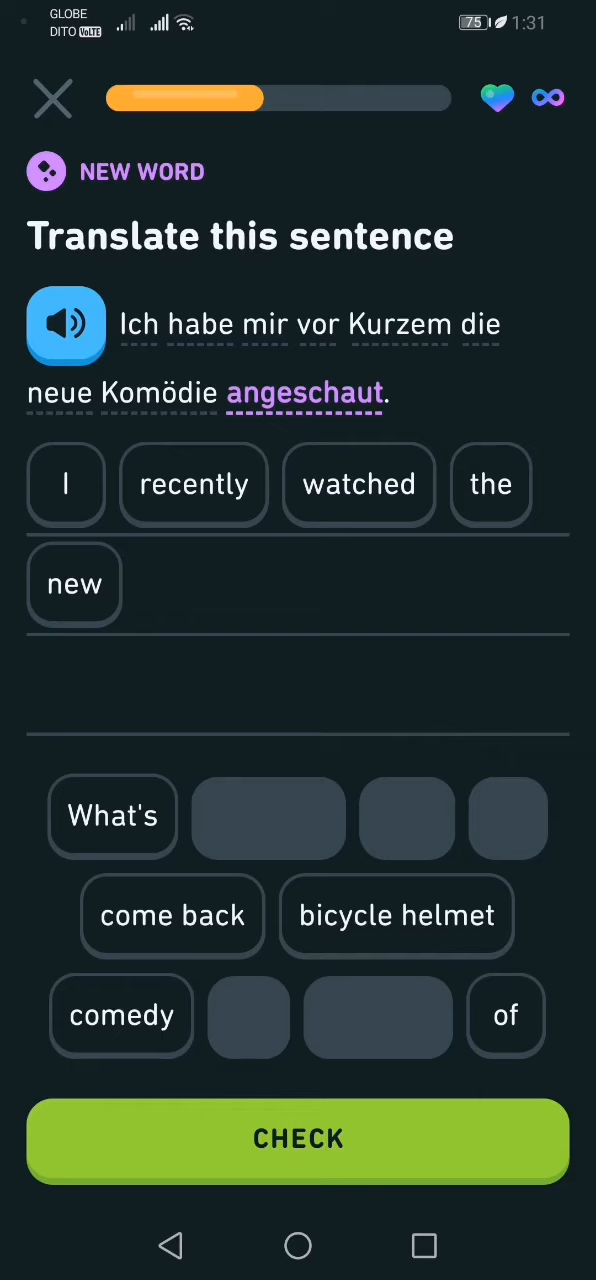 GLOBE
DITO VoLTE
75 1:31
NEW WORD
Translate this sentence
Ich habe mir vor Kurzem die
neue Komödie angeschaut.
I recently watched the
new
What's
come back bicycle helmet
comedy of
CHECK